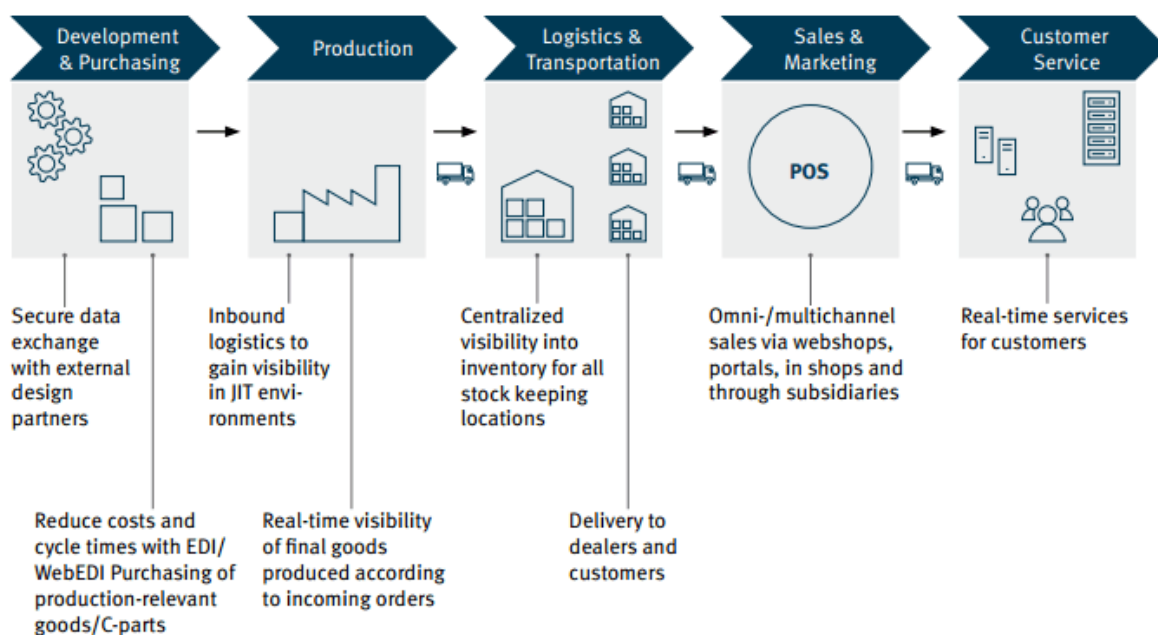 Development
& Purchasing
Production
Logistics &
Transportation
Sales &
Marketing
Customer
Service
POS
Secure data
exchange
with external
design
partners
Inbound
logistics to
gain visibility
in JIT envi-
ronments
Centralized
visibility into
inventory for all
stock keeping
locations
Omni-/multichannel
sales via webshops,
portals, in shops and
through subsidiaries
Real-time services
for customers
Reduce costs and
cycle times with EDI/
WebEDI Purchasing of
production-relevant
goods/C-parts
Real-time visibility
of final goods
produced according
to incoming orders
Delivery to
dealers and
customers